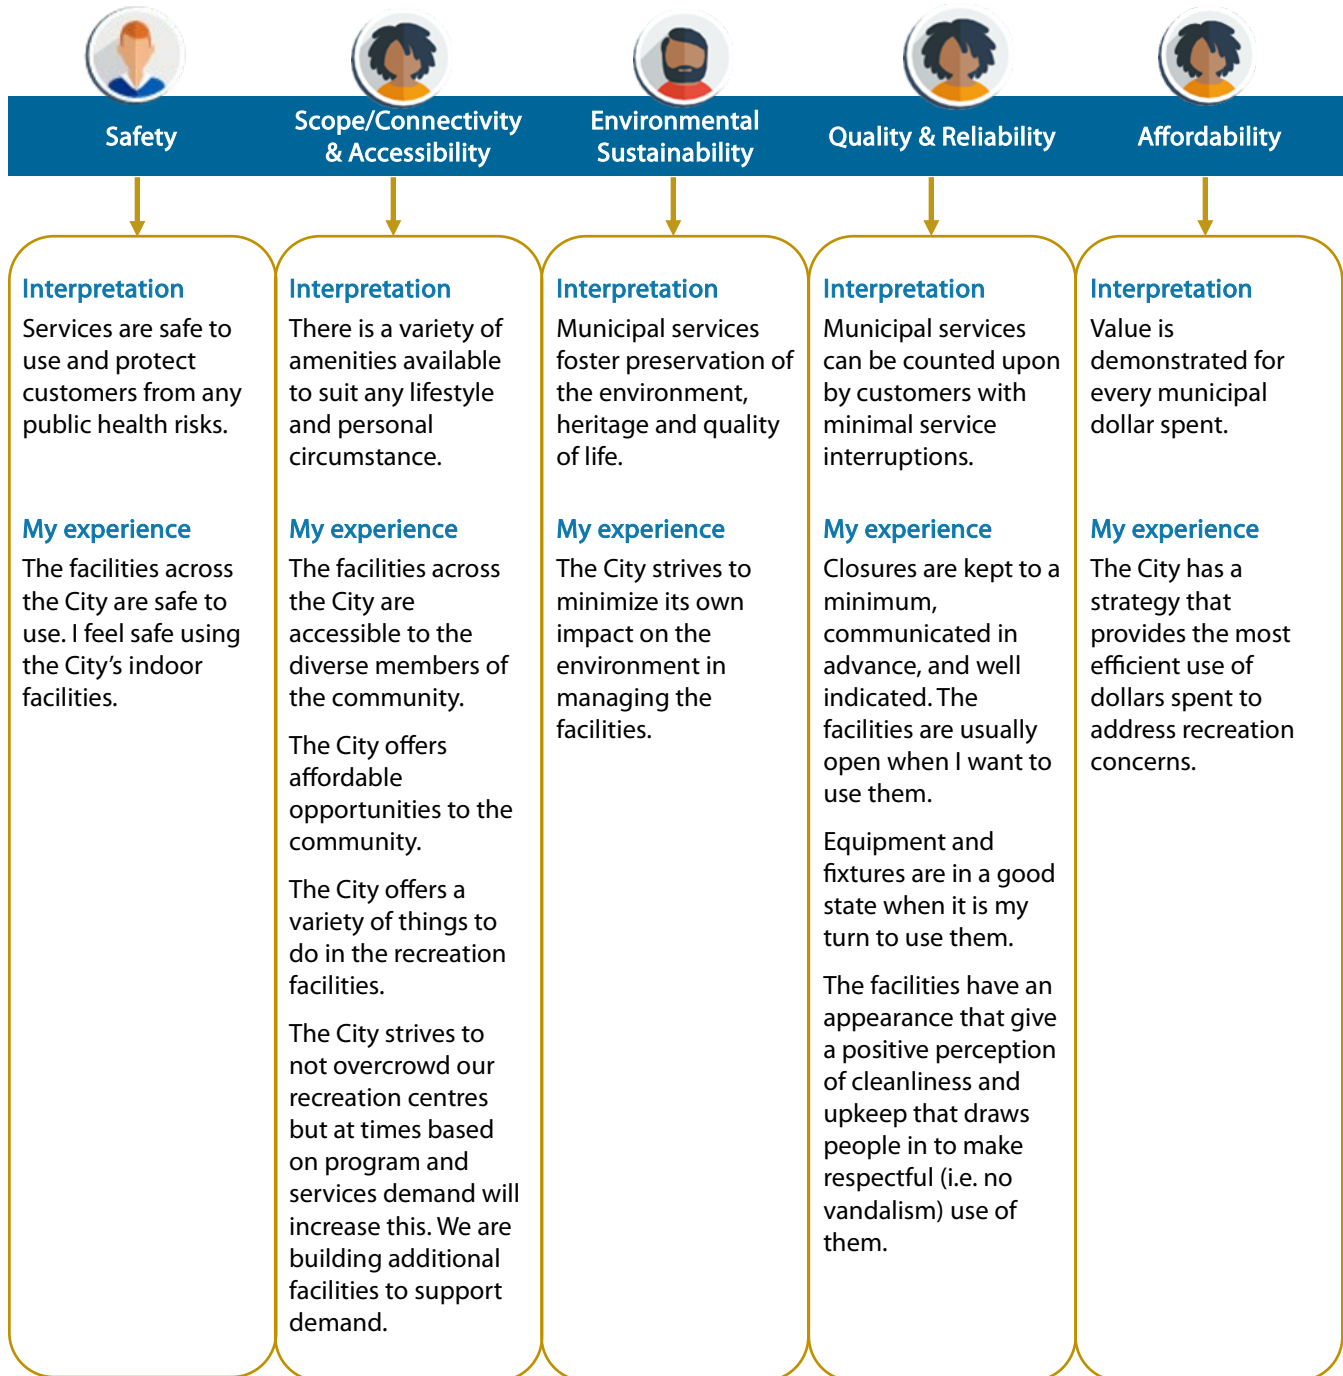 Safety
Scope/Connectivity
& Accessibility
Environmental
Sustainability
Quality & Reliability
Affordability
Interpretation
Services are safe to
use and protect
customers from any
public health risks.
My experience
The facilities across
the City are safe to
use. I feel safe using
the City’s indoor
facilities.
Interpretation
There is a variety of
amenities available
to suit any lifestyle
and personal
circumstance.
My experience
The facilities across
the City are
accessible to the
diverse members of
the community.
The City offers
affordable
opportunities to the
community.
The City offers a
variety of things to
do in the recreation
facilities.
The City strives to
not overcrowd our
recreation centres
but at times based
on program and
services demand will
increase this. We are
building additional
facilities to support
demand.
Interpretation
Municipal services
foster preservation of
the environment,
heritage and quality
of life.
My experience
The City strives to
minimize its own
impact on the
environment in
managing the
facilities.
Interpretation
Municipal services
can be counted upon
by customers with
minimal service
interruptions.
My experience
Closures are kept to a
minimum,
communicated in
advance, and well
indicated. The
facilities are usually
open when I want to
use them.
Equipment and
fixtures are in a good
state when it is my
turn to use them.
The facilities have an
appearance that give
a positive perception
of cleanliness and
upkeep that draws
people in to make
respectful (i.e. no
vandalism) use of
them.
Interpretation
Value is
demonstrated for
every municipal
dollar spent.
My experience
The City has a
strategy that
provides the most
efficient use of
dollars spent to
address recreation
concerns.